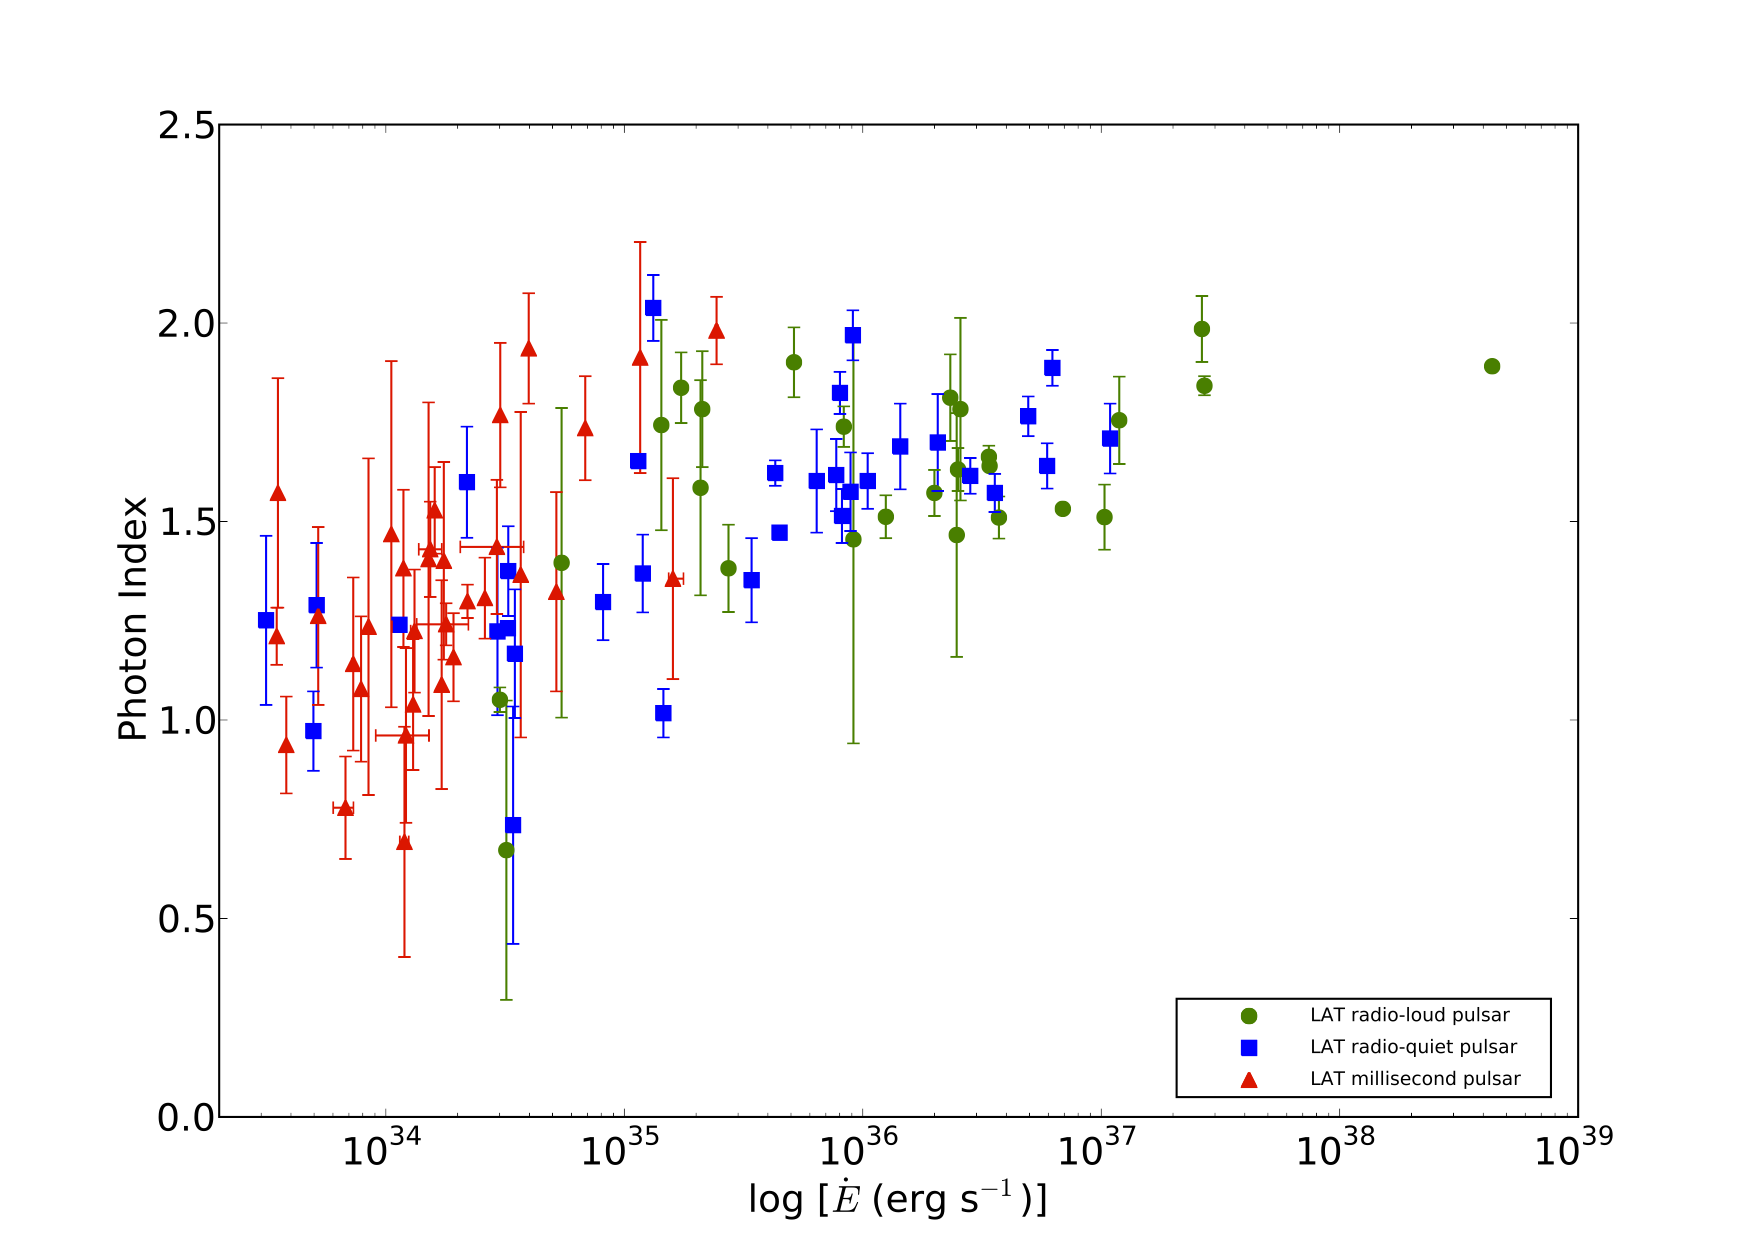 2.5
2.0
1.5
1.0
0.5
0.0
Photon Index
10^34 10^35 10^36 10^37 10^38 10^39
log [Ė (erg s^−1)]
LAT radio-loud pulsar
LAT radio-quiet pulsar
LAT millisecond pulsar